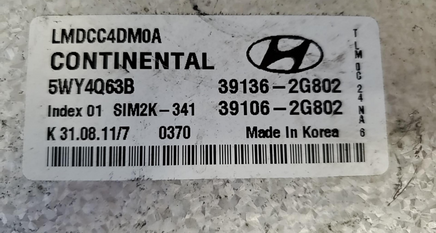 LMDCC4DM0A
CONTINENTAL
5WY4Q63B 39136-2G802
Index 01 SIM2K-341 39106-2G802
K 31.08.11/7 0370 Made In Korea
TLM DC 24 NA 6